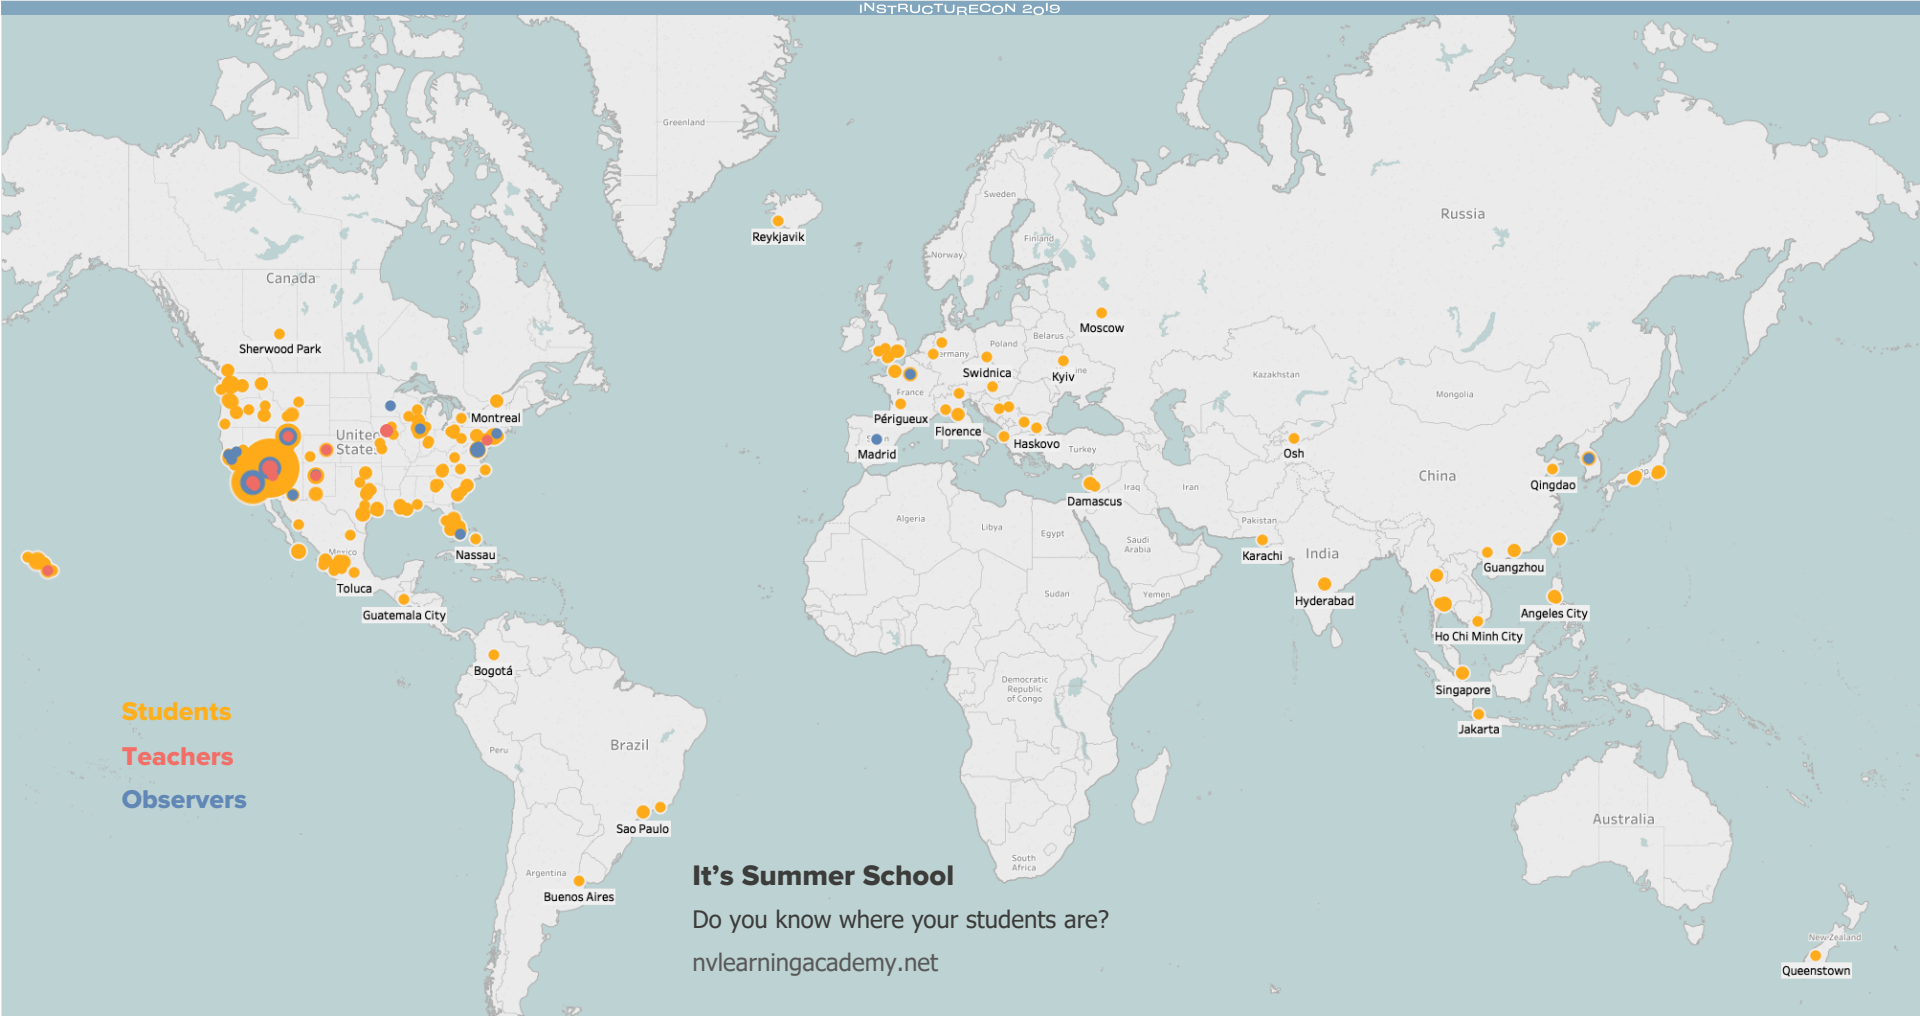 INSTRUCTURECON 2019
Greenland
Sweden
Russia
Finland
Norway
Reykjavik
Canada
Sherwood Park
Moscow
Belarus
Poland
Swidnica
Kyiv
Kazakhstan
Mongolia
France
Montreal
Périgueux
Florence
Haskovo
United
States
Madrid
Turkey
Osh
China
Qingdao
Damascus
Iraq
Iran
Algeria
Libya
Egypt
Pakistan
Saudi
Arabia
Karachi
India
Nassau
Mexico
Toluca
Guatemala City
Guangzhou
Sudan
Yemen
Hyderabad
Angeles City
Ho Chi Minh City
Bogotá
Democratic
Republic
of Congo
Singapore
Jakarta
Students
Teachers
Observers
Peru
Brazil
Sao Paulo
Australia
Argentina
Buenos Aires
South
Africa
It’s Summer School
Do you know where your students are?
nvlearningacademy.net
New Zealand
Queenstown